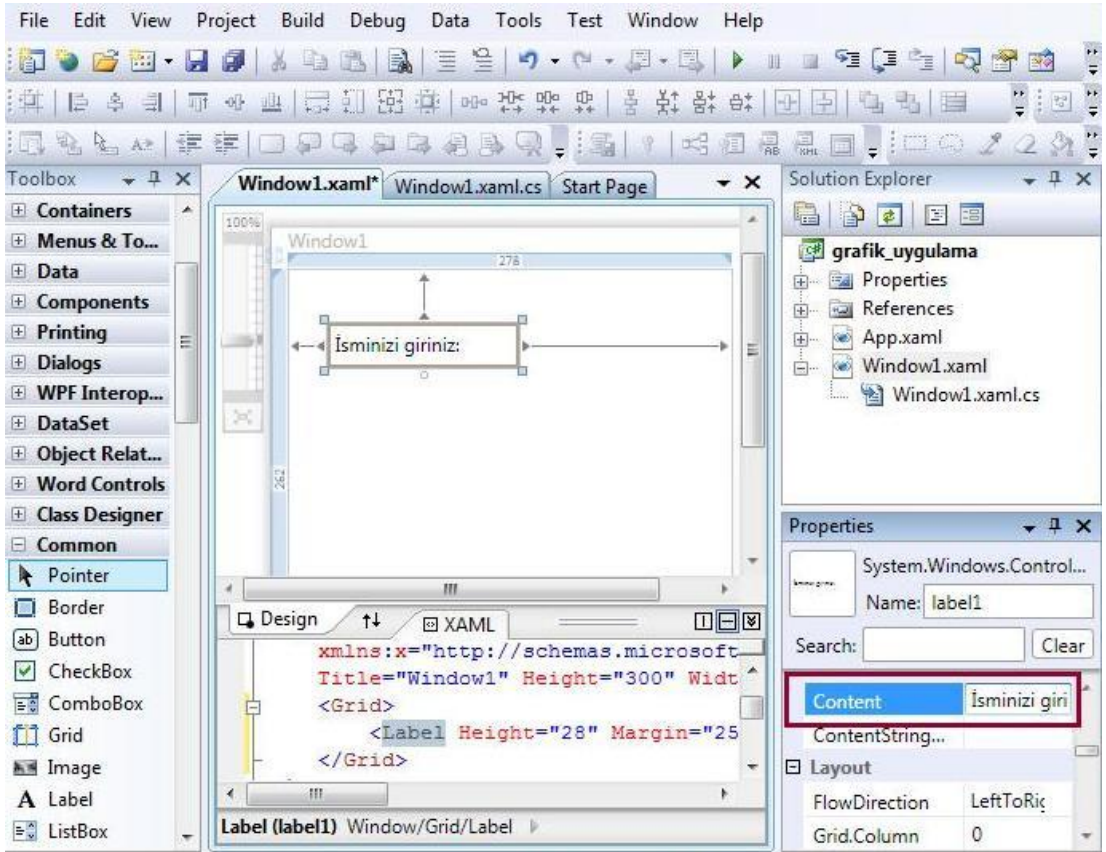 File Edit View Project Build Debug Data Tools Test Window Help
Toolbox
Containers
Menus & To...
Data
Components
Printing
Dialogs
WPF Interop...
DataSet
Object Relat...
Word Controls
Class Designer
Common
Pointer
Border
Button
CheckBox
ComboBox
Grid
Image
Label
ListBox
Window1.xaml* Window1.xaml.cs Start Page
100%
Window1
278
İsminizi giriniz:
262
Design XAML
xmlns:x="http://schemas.microsoft
Title="Window1" Height="300" Widt
<Grid>
<Label Height="28" Margin="25
</Grid>
Label (label1) Window/Grid/Label
Solution Explorer
grafik_uygulama
Properties
References
App.xaml
Window1.xaml
Window1.xaml.cs
Properties
System.Windows.Control...
Name: label1
Search: Clear
Content İsminizi giri
ContentString...
Layout
FlowDirection LeftToRig
Grid.Column 0